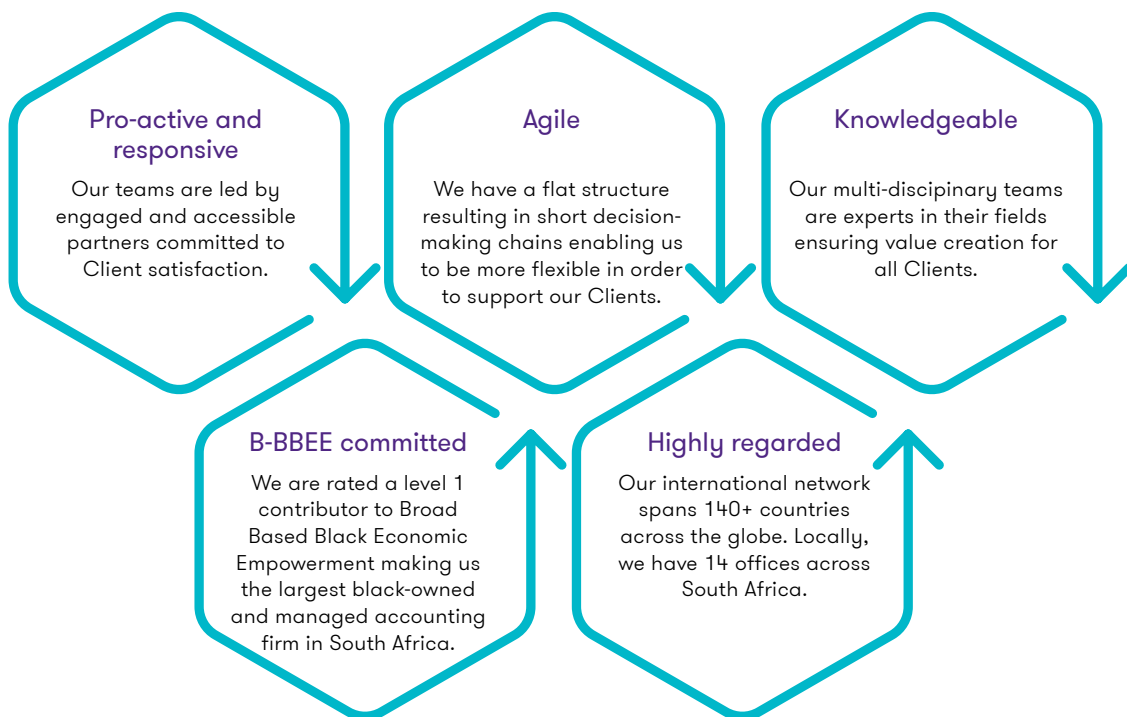 Pro-active and
responsive
Our teams are led by
engaged and accessible
partners committed to
Client satisfaction.
Agile
We have a flat structure
resulting in short decision-
making chains enabling us
to be more flexible in order
to support our Clients.
Knowledgeable
Our multi-discipinary teams
are experts in their fields
ensuring value creation for
all Clients.
B-BBEE committed
We are rated a level 1
contributor to Broad
Based Black Economic
Empowerment making us
the largest black-owned
and managed accounting
firm in South Africa.
Highly regarded
Our international network
spans 140+ countries
across the globe. Locally,
we have 14 offices across
South Africa.